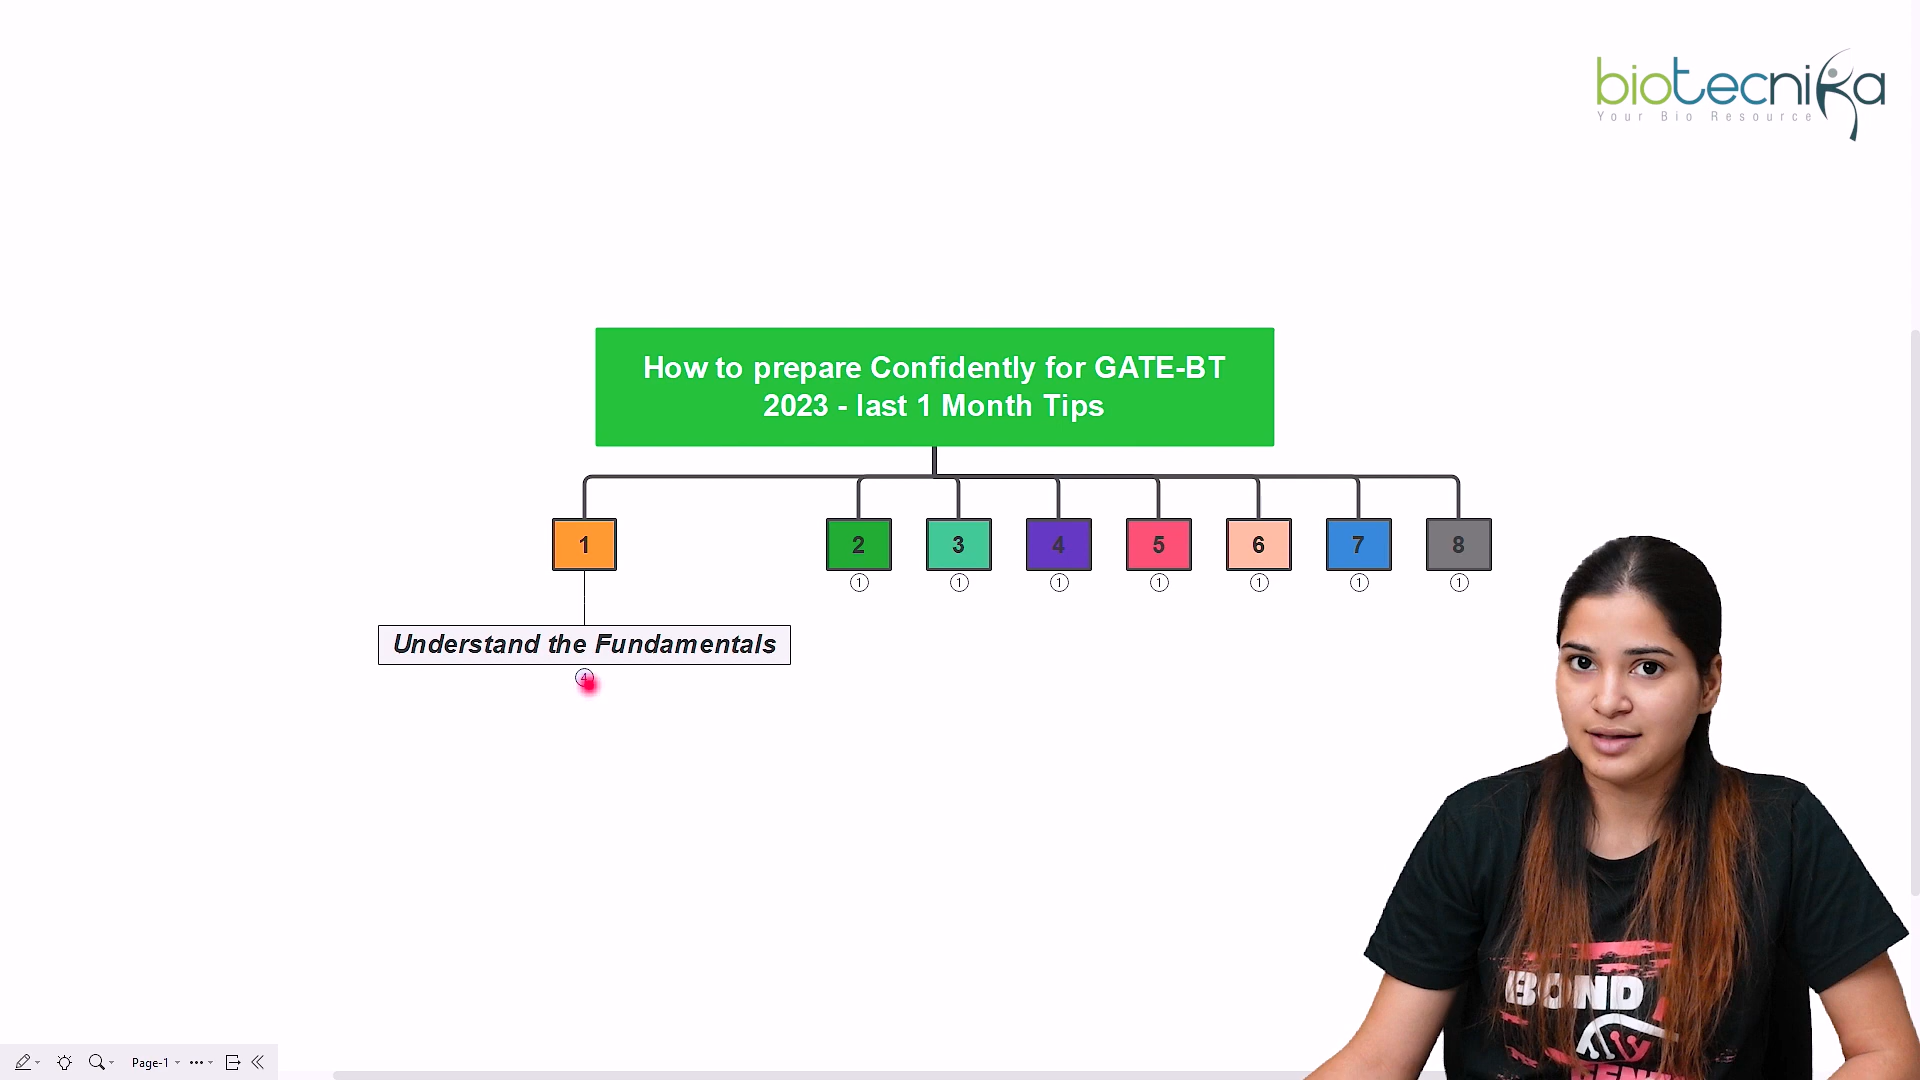 biotecnika
Your Bio Resource
How to prepare Confidently for GATE-BT
2023 - last 1 Month Tips
1
2
3
4
5
6
7
8
1
1
1
1
1
1
1
Understand the Fundamentals
4
BOND
Page-1